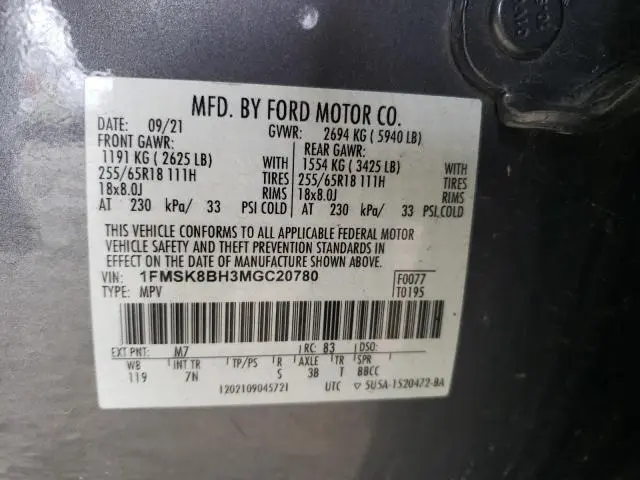 MFD. BY FORD MOTOR CO.
DATE: 09/21 GVWR: 2694 KG ( 5940 LB)
FRONT GAWR: REAR GAWR:
1191 KG ( 2625 LB) WITH 1554 KG ( 3425 LB) WITH
255/65R18 111H TIRES 255/65R18 111H TIRES
18x8.0J RIMS 18x8.0J RIMS
AT 230 kPa/ 33 PSI COLD AT 230 kPa/ 33 PSI COLD
THIS VEHICLE CONFORMS TO ALL APPLICABLE FEDERAL MOTOR
VEHICLE SAFETY AND THEFT PREVENTION STANDARDS IN
EFFECT ON THE DATE OF MANUFACTURE SHOWN ABOVE.
VIN: 1FMSK8BH3MGC20780 F0077
TYPE: MPV T0195
EXT PNT: M7 RC: 83 DSO:
WB INT TR TP/PS R AXLE TR SPR
119 7N S 3B T BBCC
120210904572I UTC 5U5A-1520472-BA